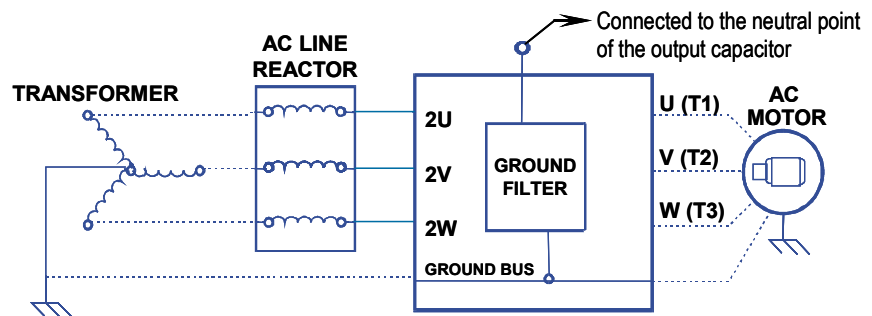 Connected to the neutral point
of the output capacitor
AC LINE
REACTOR
TRANSFORMER
2U
2V
2W
GROUND
FILTER
GROUND BUS
U (T1)
V (T2)
W (T3)
AC
MOTOR